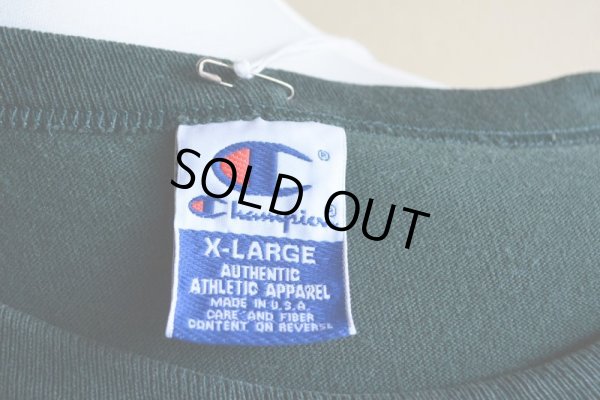 ®
SOLD OUT
Champion®
X-LARGE
AUTHENTIC
ATHLETIC APPAREL
MADE IN U.S.A.
CARE AND FIBER
CONTENT ON REVERSE